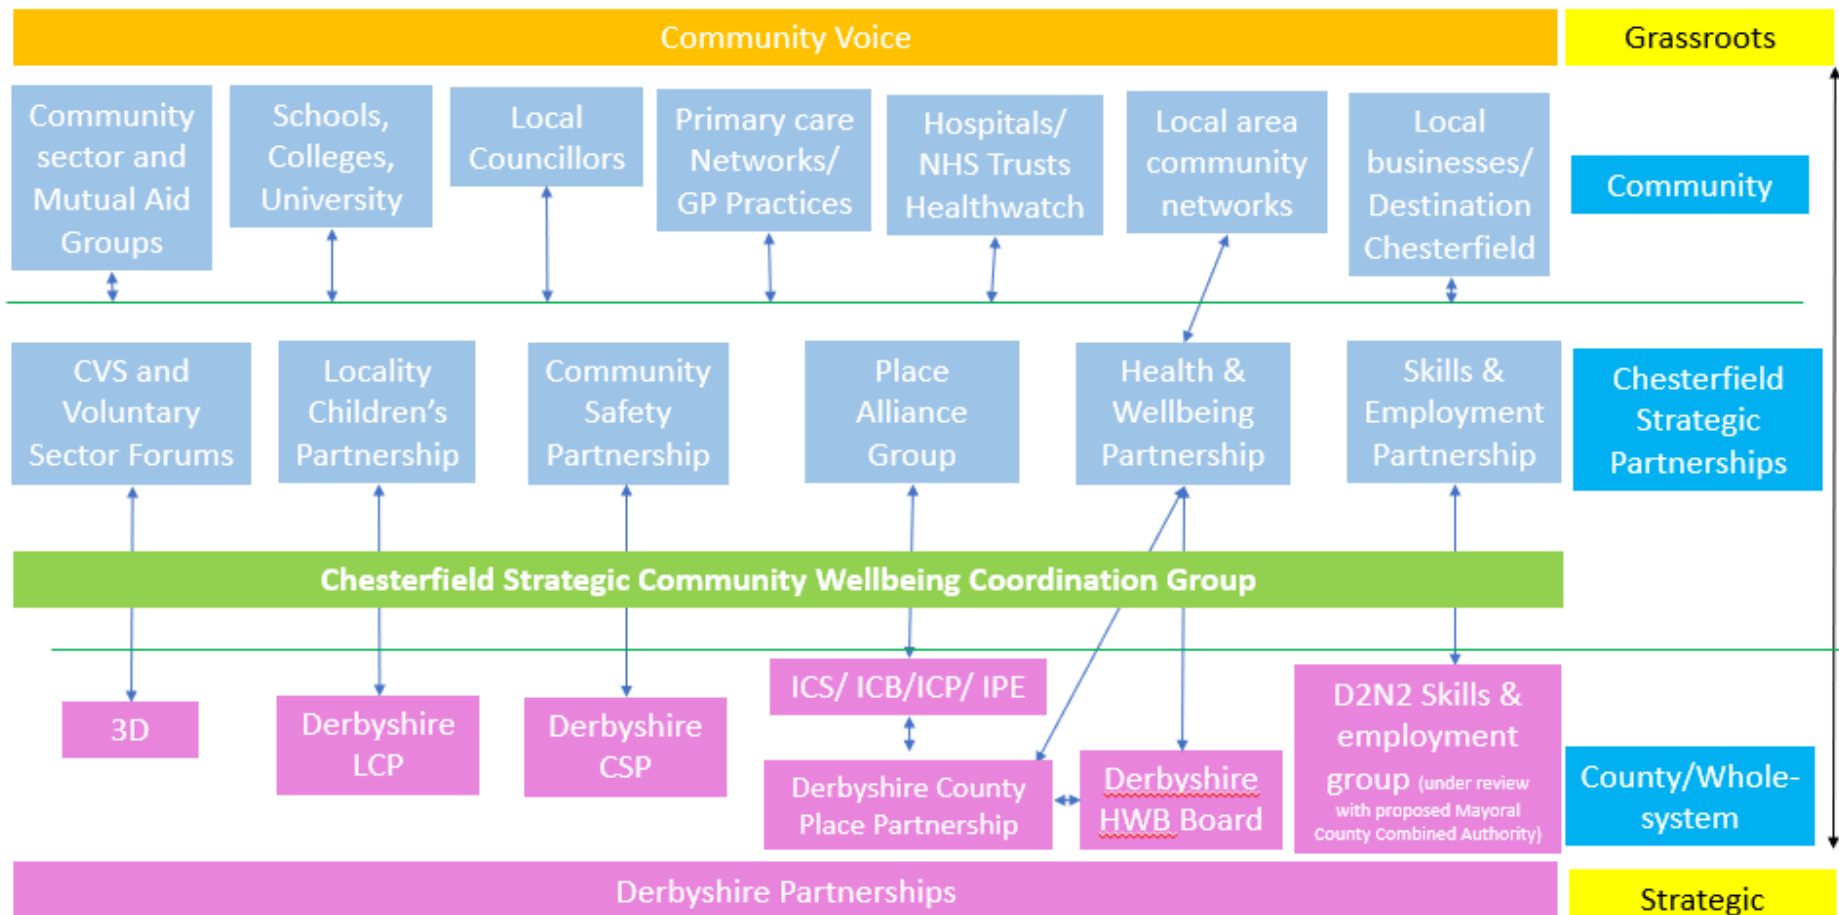 Community Voice
Grassroots
Community
sector and
Mutual Aid
Groups
Schools,
Colleges,
University
Local
Councillors
Primary care
Networks/
GP Practices
Hospitals/
NHS Trusts
Healthwatch
Local area
community
networks
Local
businesses/
Destination
Chesterfield
Community
CVS and
Voluntary
Sector Forums
Locality
Children's
Partnership
Community
Safety
Partnership
Place
Alliance
Group
Health &
Wellbeing
Partnership
Skills &
Employment
Partnership
Chesterfield
Strategic
Partnerships
Chesterfield Strategic Community Wellbeing Coordination Group
3D
Derbyshire
LCP
Derbyshire
CSP
ICS/ ICB/ICP/ IPE
Derbyshire County
Place Partnership
Derbyshire
HWB Board
D2N2 Skills &
employment
group (under review
with proposed Mayoral
County Combined Authority)
County/Whole-
system
Derbyshire Partnerships
Strategic